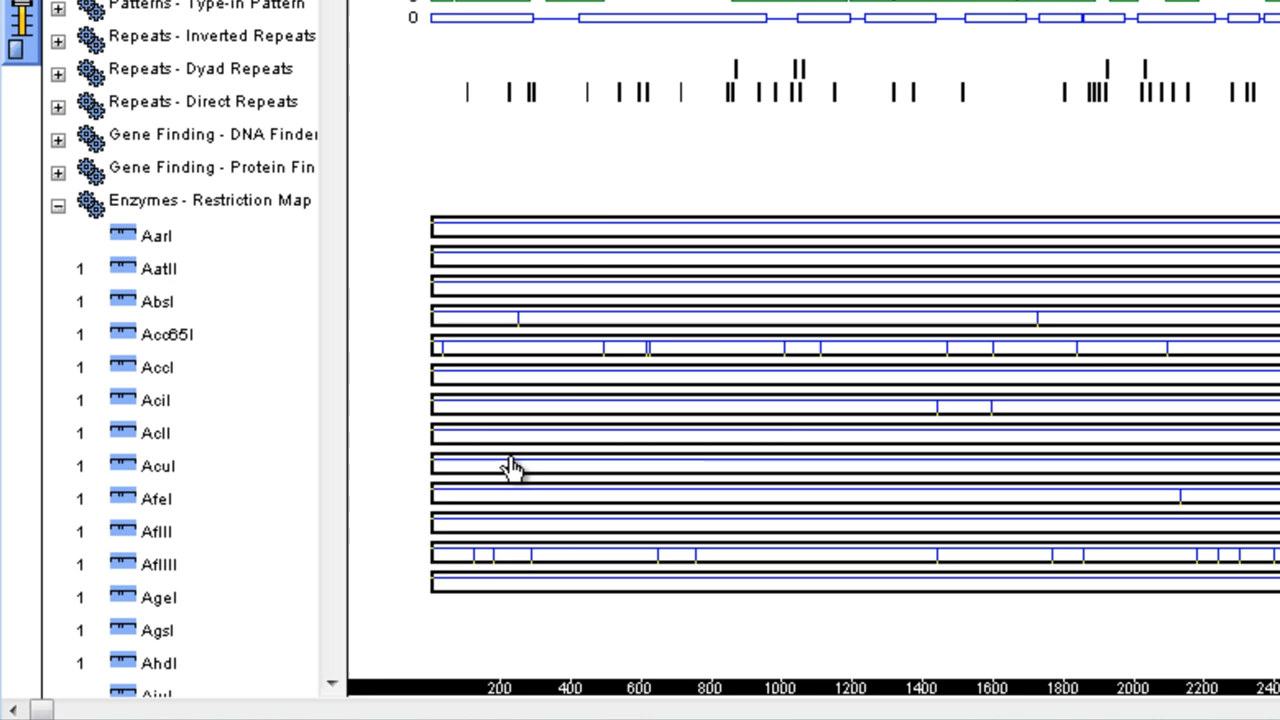 Patterns - Type-In Pattern
0
Repeats - Inverted Repeats
Repeats - Dyad Repeats
Repeats - Direct Repeats
Gene Finding - DNA Finder
Gene Finding - Protein Fin
Enzymes - Restriction Map
AarI
1 AatII
1 AbsI
1 Acc65I
1 AccI
1 AciI
1 AclI
1 AcuI
1 AfeI
1 AflII
1 AflIII
1 AgeI
1 AgsI
1 AhdI
200 400 600 800 1000 1200 1400 1600 1800 2000 2200 240